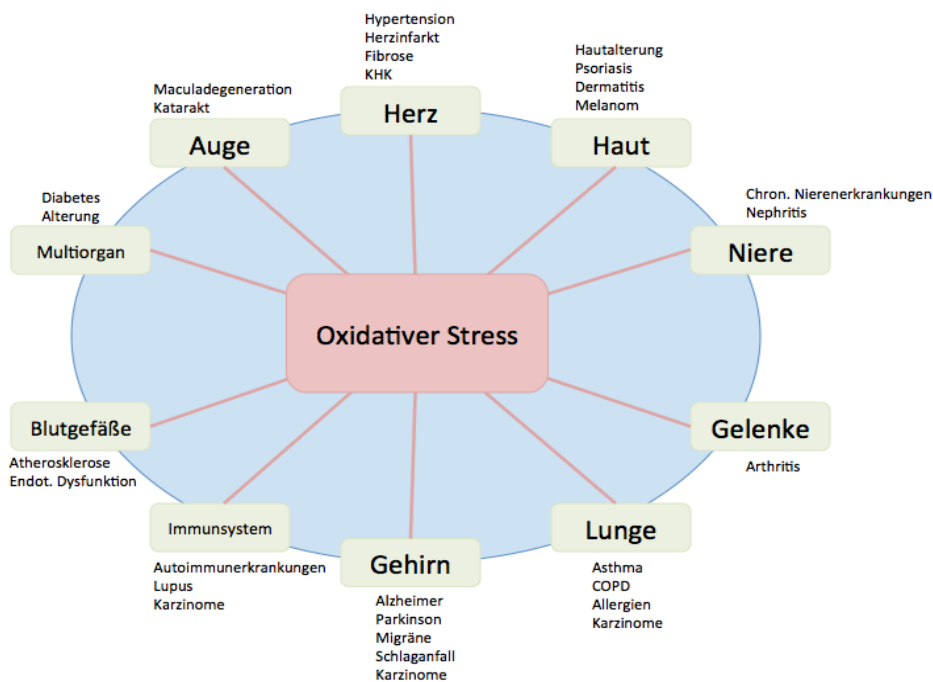 Hypertension
Herzinfarkt
Fibrose
KHK
Herz
Hautalterung
Psoriasis
Dermatitis
Melanom
Haut
Maculadegeneration
Katarakt
Auge
Diabetes
Alterung
Multiorgan
Chron. Nierenerkrankungen
Nephritis
Niere
Oxidativer Stress
Blutgefäße
Atherosklerose
Endot. Dysfunktion
Gelenke
Arthritis
Immunsystem
Autoimmunerkrankungen
Lupus
Karzinome
Gehirn
Alzheimer
Parkinson
Migräne
Schlaganfall
Karzinome
Lunge
Asthma
COPD
Allergien
Karzinome